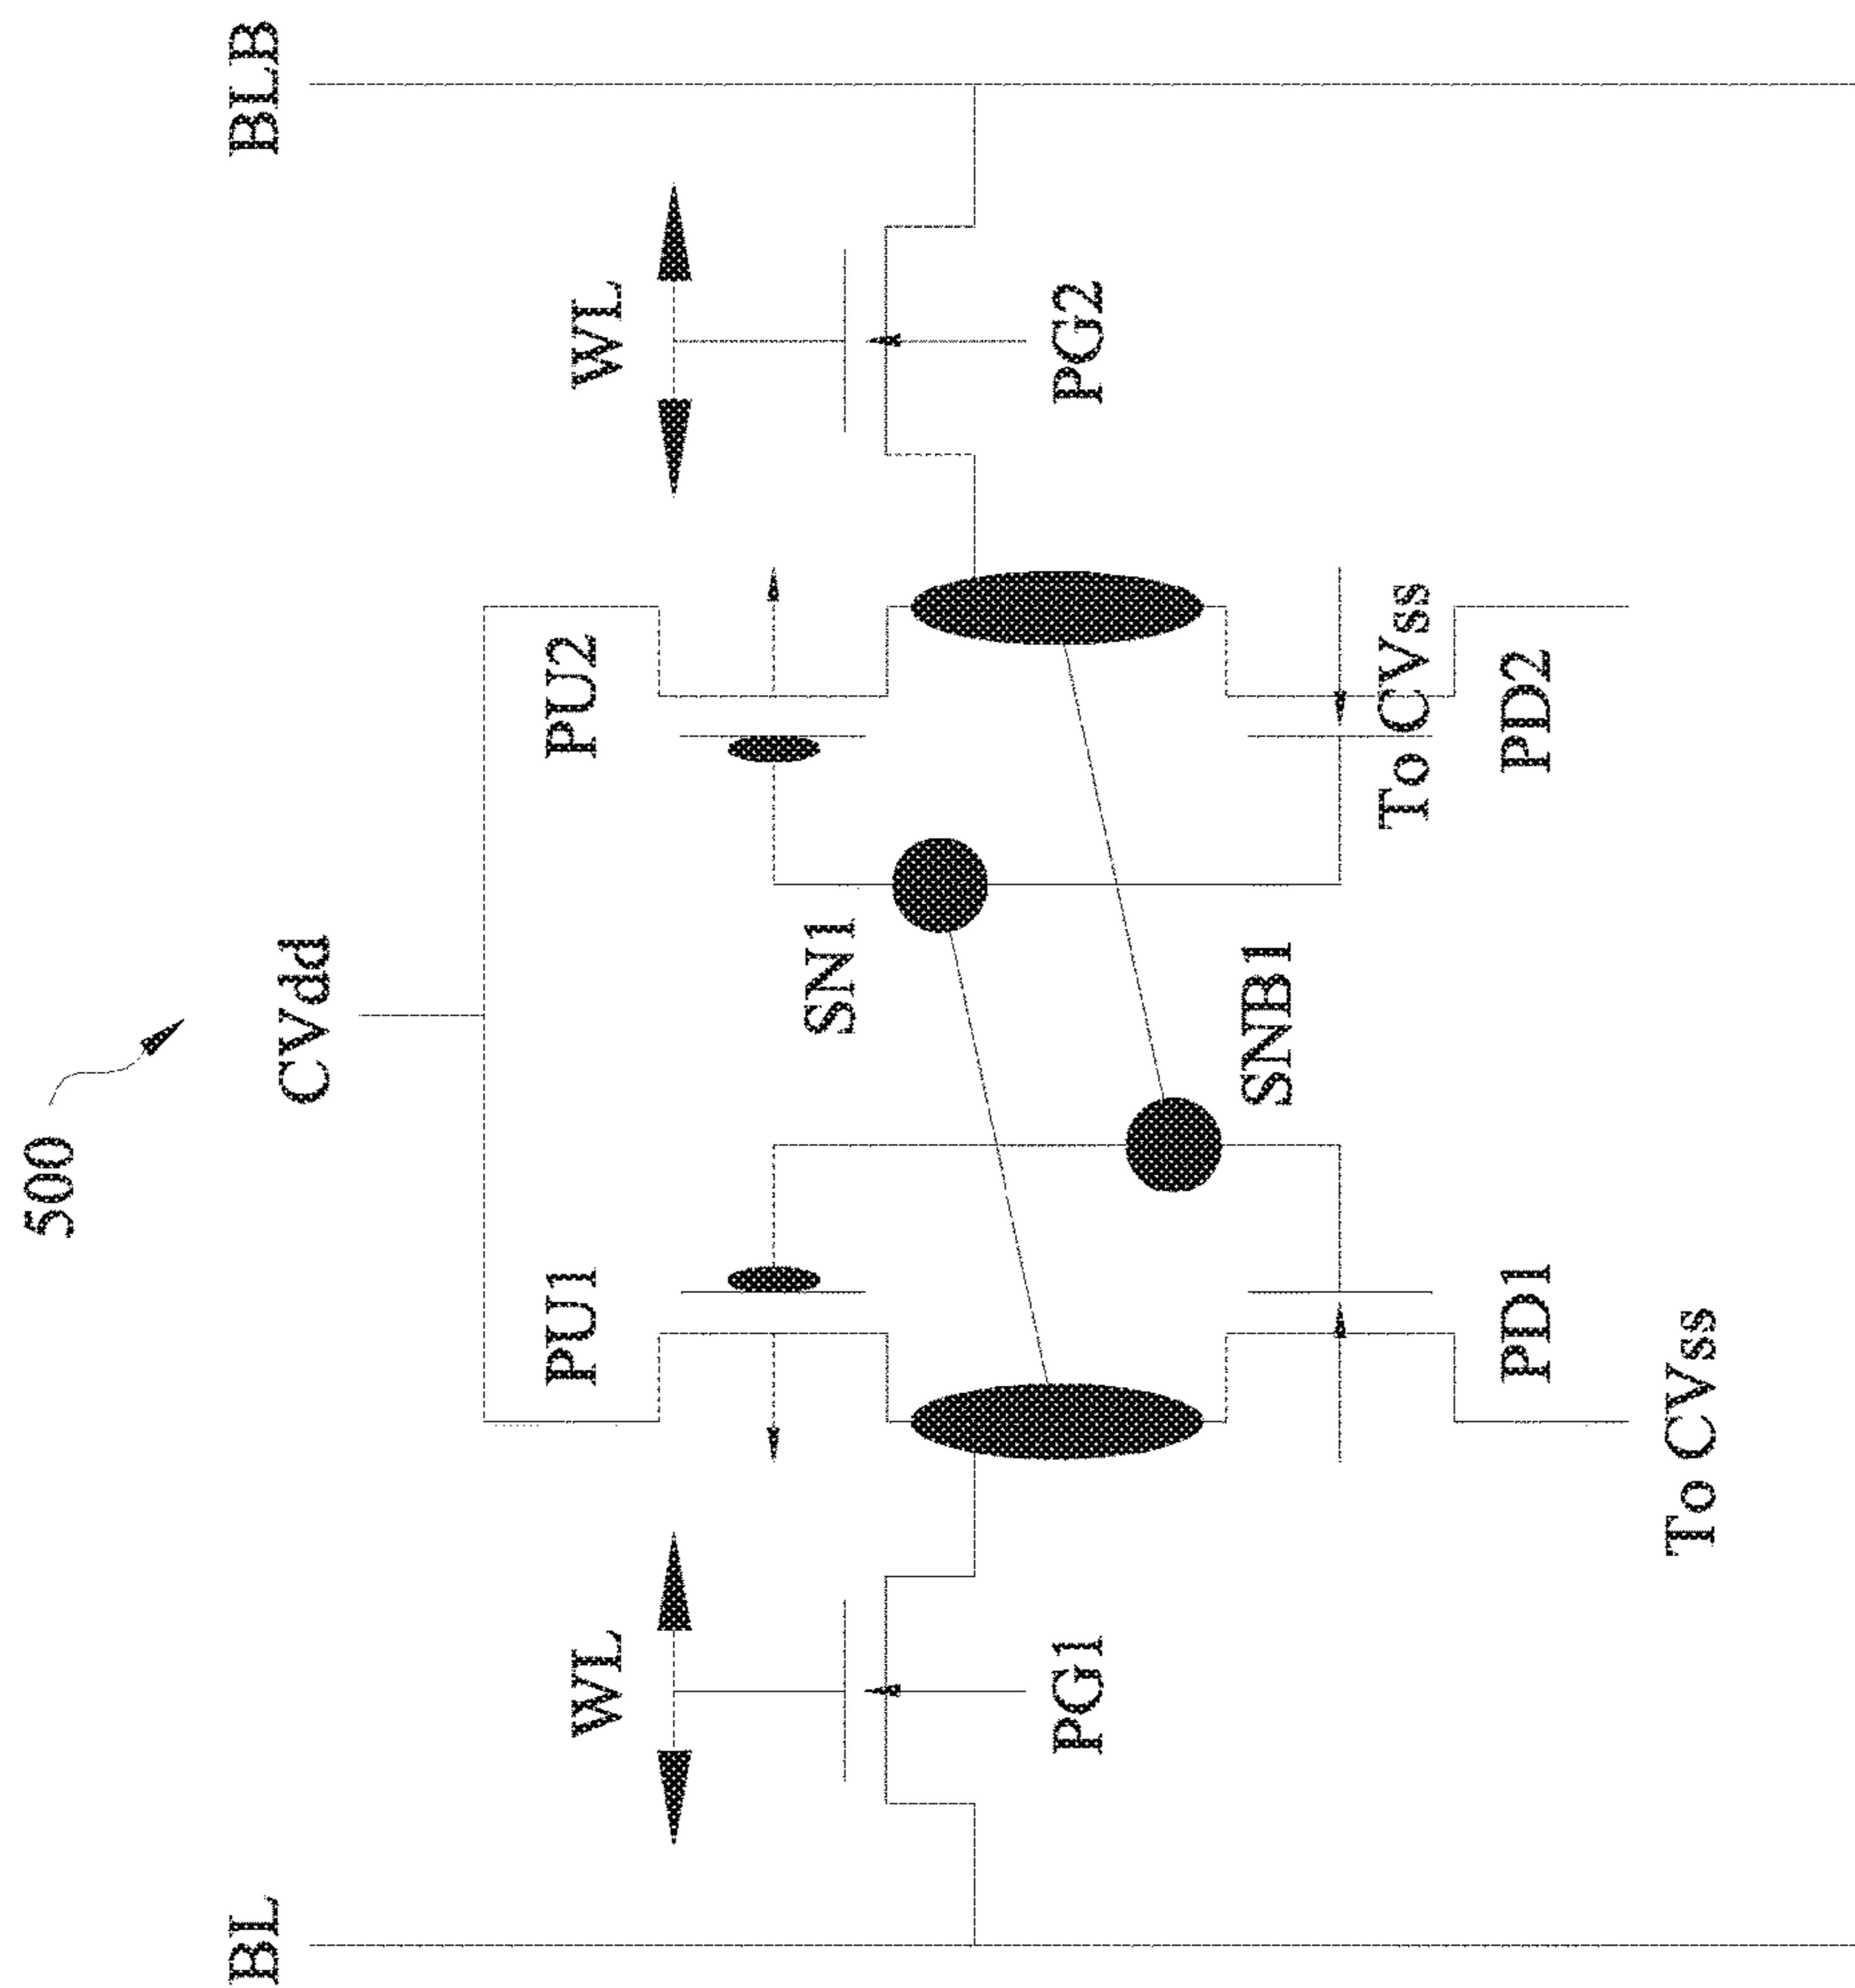 500
CVdd
BL
BLB
WL
WL
PU1
PU2
SN1
PG1
PG2
SNB1
To CVss
PD1
PD2
To CVss